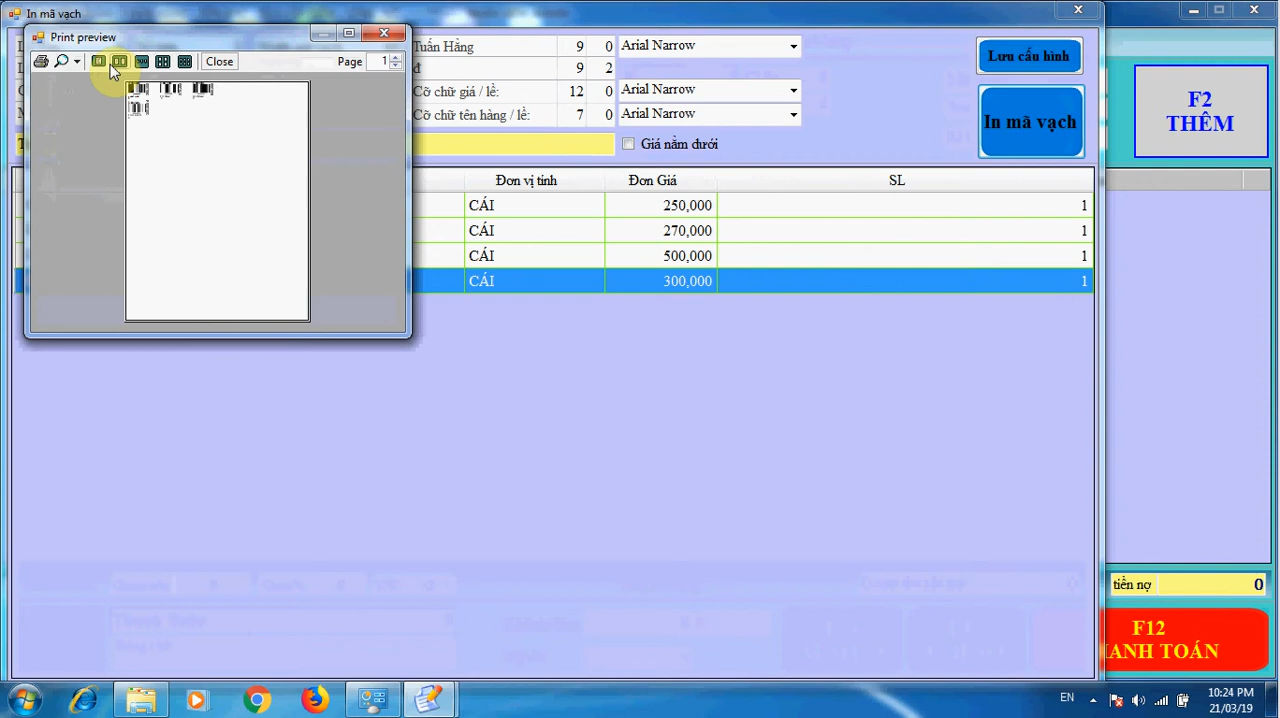 In mã vạch
Print preview
Close
Page 1
Tuấn Hằng 9 0 Arial Narrow
đ 9 2
Cỡ chữ giá / lề: 12 0 Arial Narrow
Cỡ chữ tên hàng / lề: 7 0 Arial Narrow
Giá nằm dưới
Lưu cấu hình
In mã vạch
F2
THÊM
Đơn vị tính Đơn Giá SL
CÁI 250,000 1
CÁI 270,000 1
CÁI 500,000 1
CÁI 300,000 1
tiền nợ 0
F12
ANH TOÁN
EN
10:24 PM
21/03/19